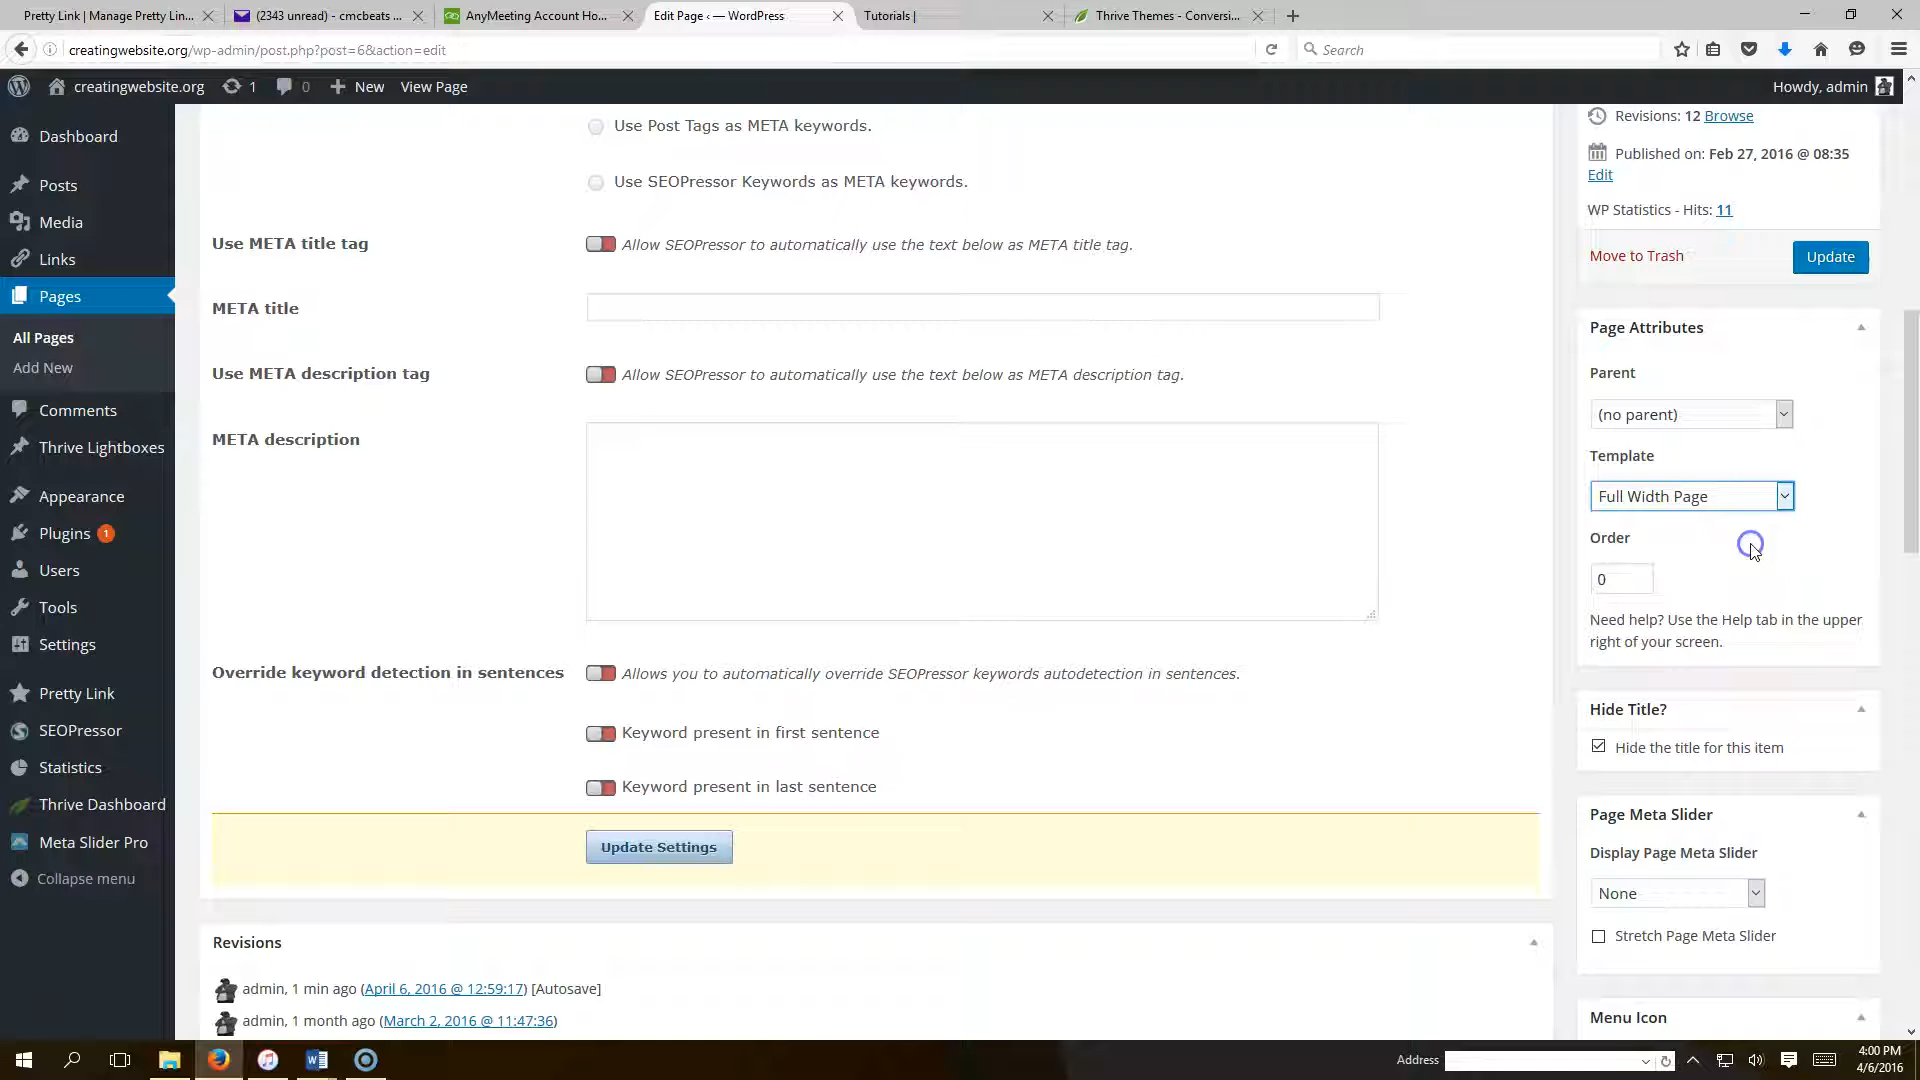 Pretty Link | Manage Pretty Lin...
(2343 unread) - cmcbeats ...
AnyMeeting Account Ho...
Edit Page ‹ — WordPress
Tutorials |
Thrive Themes - Conversi...
creatingwebsite.org/wp-admin/post.php?post=6&action=edit
Search
creatingwebsite.org
1
0
New
View Page
Howdy, admin
Dashboard
Posts
Media
Links
Pages
All Pages
Add New
Comments
Thrive Lightboxes
Appearance
Plugins 1
Users
Tools
Settings
Pretty Link
SEOPressor
Statistics
Thrive Dashboard
Meta Slider Pro
Collapse menu
Use Post Tags as META keywords.
Use SEOPressor Keywords as META keywords.
Use META title tag
Allow SEOPressor to automatically use the text below as META title tag.
META title
Use META description tag
Allow SEOPressor to automatically use the text below as META description tag.
META description
Override keyword detection in sentences
Allows you to automatically override SEOPressor keywords autodetection in sentences.
Keyword present in first sentence
Keyword present in last sentence
Update Settings
Revisions
admin, 1 min ago (April 6, 2016 @ 12:59:17) [Autosave]
admin, 1 month ago (March 2, 2016 @ 11:47:36)
Revisions: 12 Browse
Published on: Feb 27, 2016 @ 08:35
Edit
WP Statistics - Hits: 11
Move to Trash
Update
Page Attributes
Parent
(no parent)
Template
Full Width Page
Order
0
Need help? Use the Help tab in the upper
right of your screen.
Hide Title?
Hide the title for this item
Page Meta Slider
Display Page Meta Slider
None
Stretch Page Meta Slider
Menu Icon
Address
4:00 PM
4/6/2016